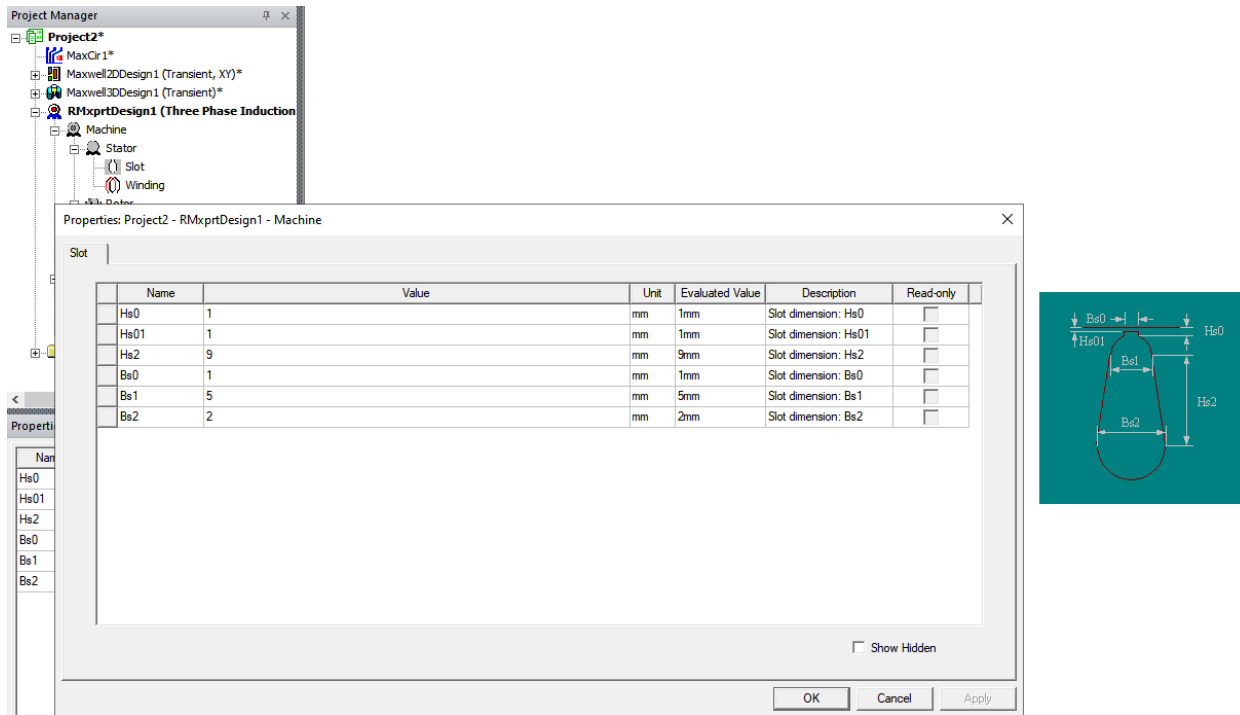 Project Manager
Project2*
MaxCir1*
Maxwell2DDesign1 (Transient, XY)*
Maxwell3DDesign1 (Transient)*
RMxprtDesign1 (Three Phase Induction
Machine
Stator
Slot
Winding
Properties: Project2 - RMxprtDesign1 - Machine
Slot
Name Value Unit Evaluated Value Description Read-only
Hs0 1 mm 1mm Slot dimension: Hs0
Hs01 1 mm 1mm Slot dimension: Hs01
Hs2 9 mm 9mm Slot dimension: Hs2
Bs0 1 mm 1mm Slot dimension: Bs0
Bs1 5 mm 5mm Slot dimension: Bs1
Bs2 2 mm 2mm Slot dimension: Bs2
Show Hidden
OK Cancel Apply
Properti
Nam
Hs0
Hs01
Hs2
Bs0
Bs1
Bs2
Bs0
Hs0
Hs01
Bs1
Hs2
Bs2